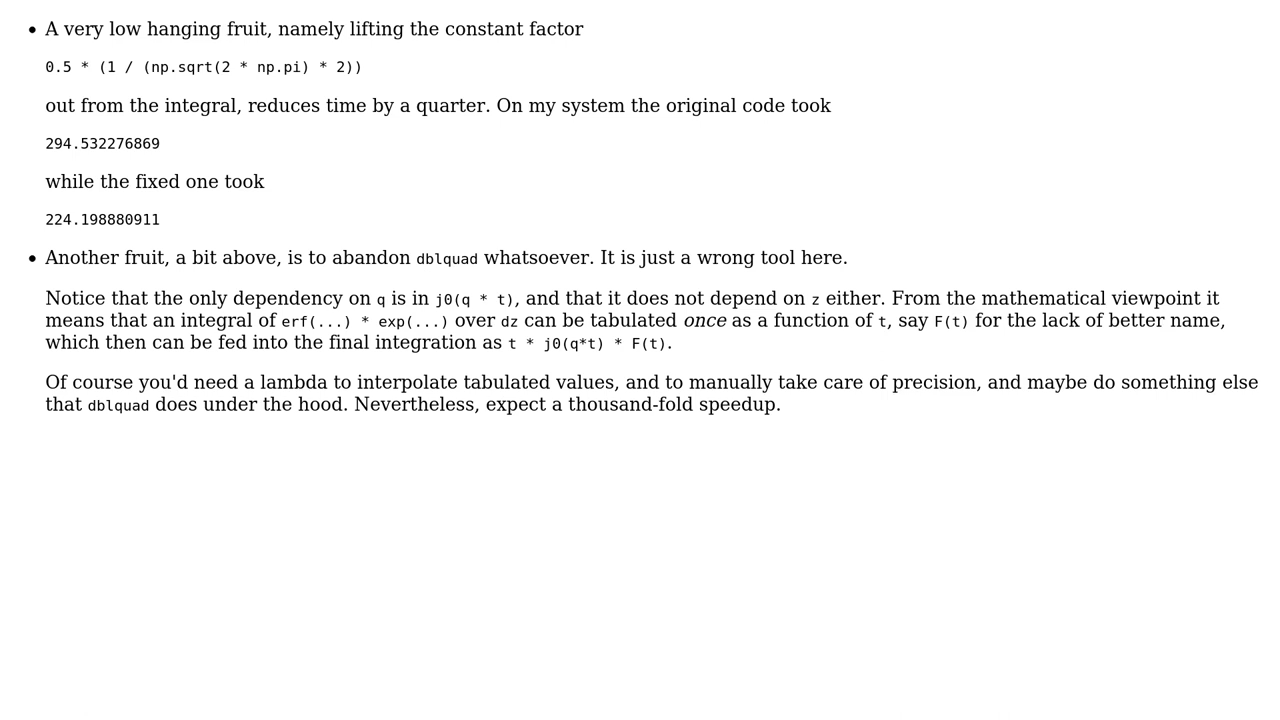 A very low hanging fruit, namely lifting the constant factor
0.5 * (1 / (np.sqrt(2 * np.pi) * 2))
out from the integral, reduces time by a quarter. On my system the original code took
294.532276869
while the fixed one took
224.198880911
Another fruit, a bit above, is to abandon dblquad whatsoever. It is just a wrong tool here.
Notice that the only dependency on q is in j0(q * t), and that it does not depend on z either. From the mathematical viewpoint it
means that an integral of erf(...) * exp(...) over dz can be tabulated once as a function of t, say F(t) for the lack of better name,
which then can be fed into the final integration as t * j0(q*t) * F(t).
Of course you'd need a lambda to interpolate tabulated values, and to manually take care of precision, and maybe do something else
that dblquad does under the hood. Nevertheless, expect a thousand-fold speedup.